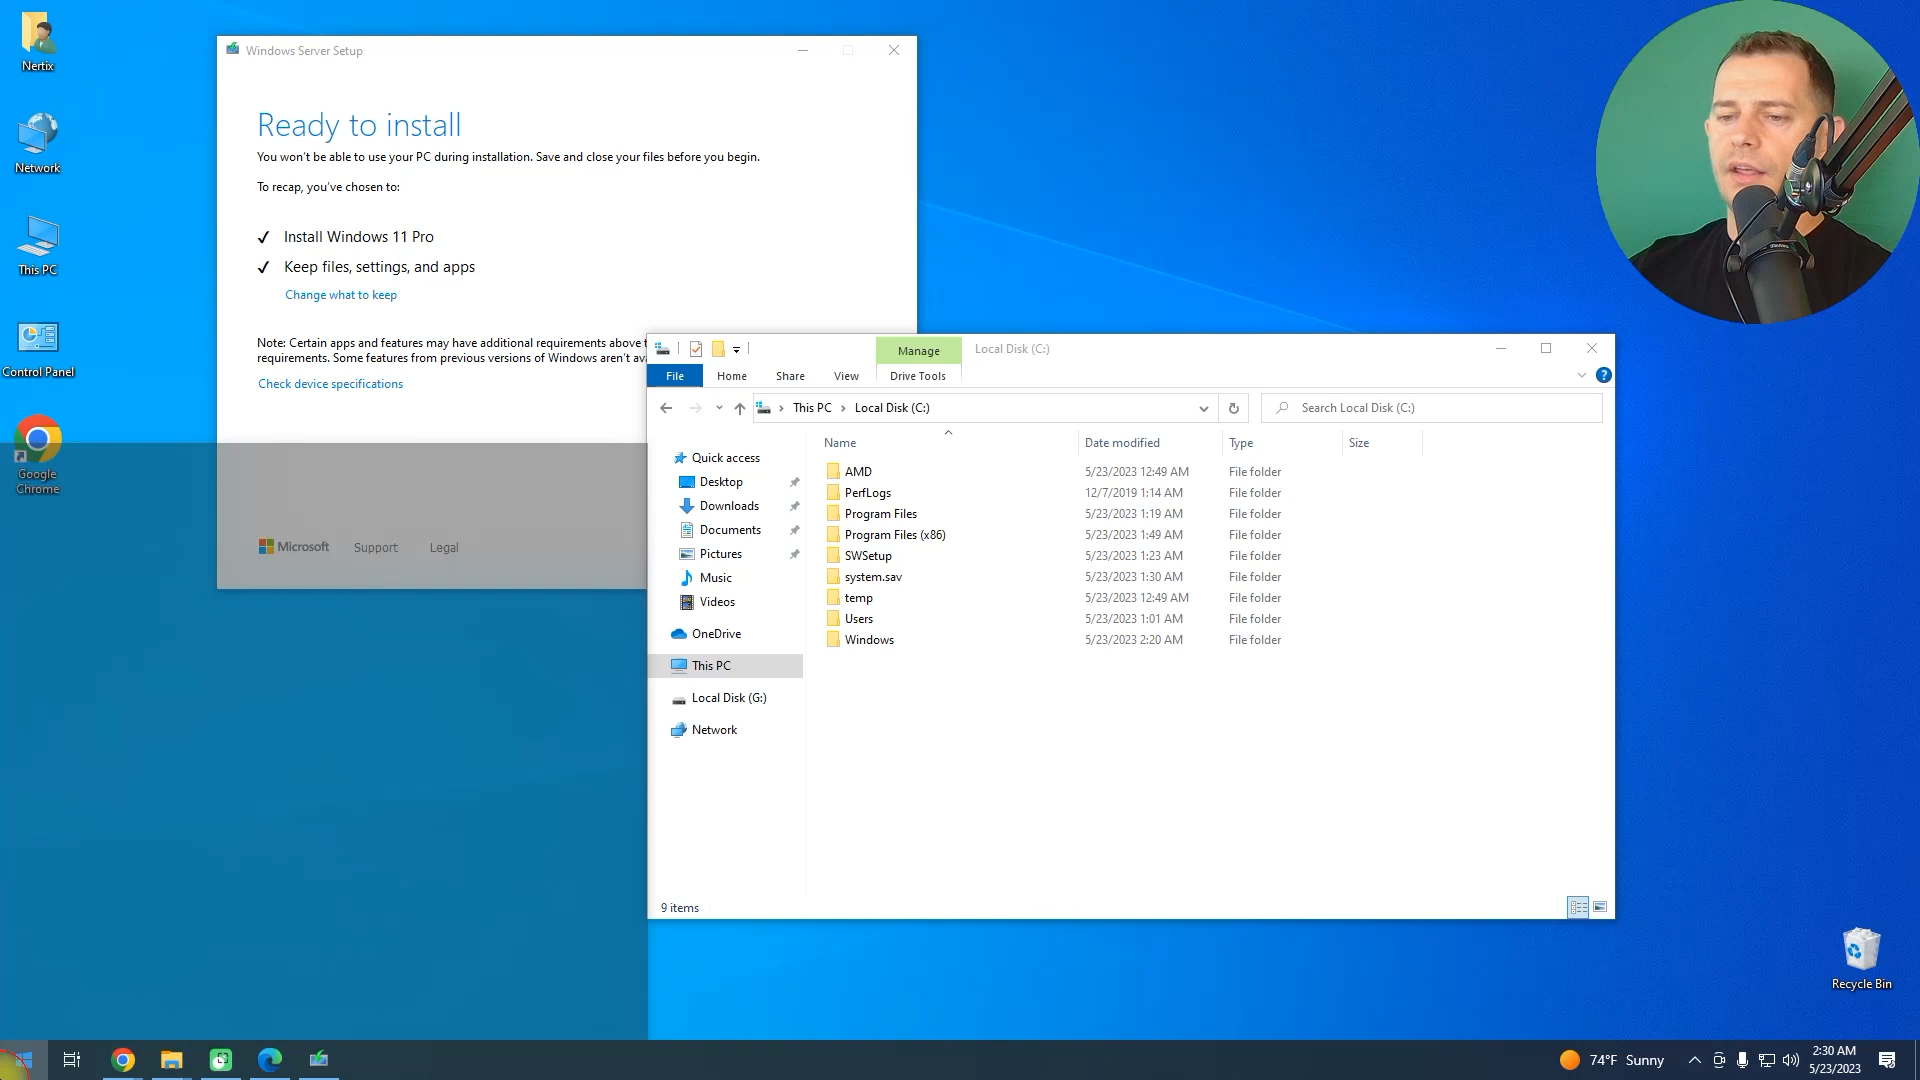 Nertix
Network
This PC
Control Panel
Google
Chrome
Windows Server Setup
Ready to install
You won't be able to use your PC during installation. Save and close your files before you begin.
To recap, you've chosen to:
Install Windows 11 Pro
Keep files, settings, and apps
Change what to keep
Note: Certain apps and features may have additional requirements above
requirements. Some features from previous versions of Windows aren't
Check device specifications
Microsoft Support Legal
Manage Local Disk (C:)
File Home Share View Drive Tools
This PC Local Disk (C:) Search Local Disk (C:)
Name Date modified Type Size
Quick access
Desktop
Downloads
Documents
Pictures
Music
Videos
OneDrive
This PC
Local Disk (G:)
Network
AMD 5/23/2023 12:49 AM File folder
PerfLogs 12/7/2019 1:14 AM File folder
Program Files 5/23/2023 1:19 AM File folder
Program Files (x86) 5/23/2023 1:49 AM File folder
SWSetup 5/23/2023 1:23 AM File folder
system.sav 5/23/2023 1:30 AM File folder
temp 5/23/2023 12:49 AM File folder
Users 5/23/2023 1:01 AM File folder
Windows 5/23/2023 2:20 AM File folder
9 items
Recycle Bin
74°F Sunny
2:30 AM
5/23/2023